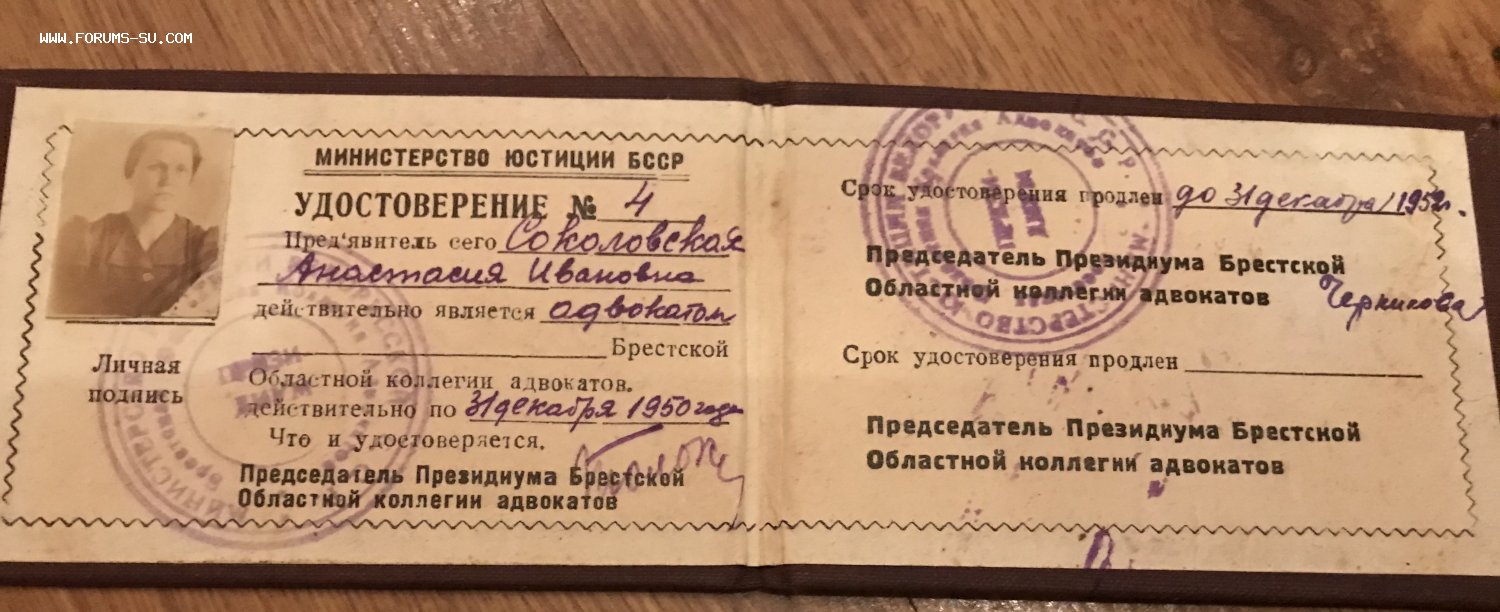 WWW.FORUMS-SU.COM
МИНИСТЕРСТВО ЮСТИЦИИ БССР
УДОСТОВЕРЕНИЕ № 4
Пред'явитель сего Соколовская
Анастасия Ивановна
действительно является адвокатом
Брестской
Областной коллегии адвокатов.
действительно по 31 декабря 1950 года
Что и удостоверяется.
Председатель Президиума Брестской
Областной коллегии адвокатов
Личная
подпись
Срок удостоверения продлен до 31 декабря 1952 г.
Председатель Президиума Брестской
Областной коллегии адвокатов
Срок удостоверения продлен
Председатель Президиума Брестской
Областной коллегии адвокатов